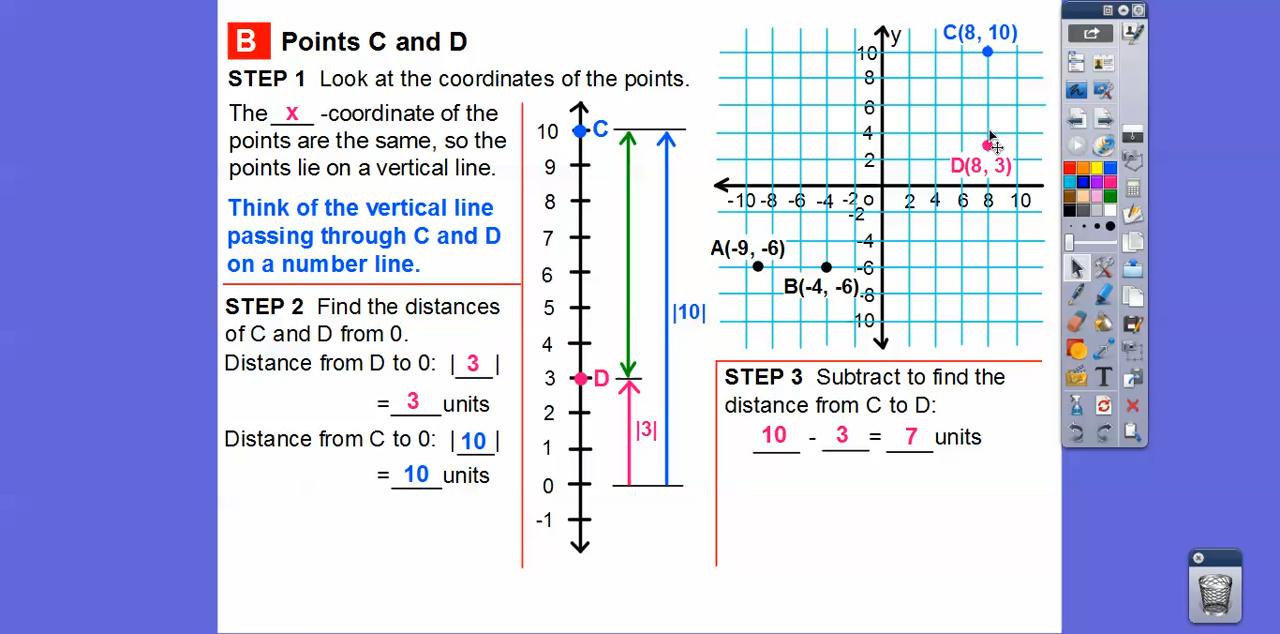 B Points C and D
STEP 1 Look at the coordinates of the points.
The x -coordinate of the
points are the same, so the
points lie on a vertical line.
Think of the vertical line
passing through C and D
on a number line.
STEP 2 Find the distances
of C and D from 0.
Distance from D to 0: | 3 |
= 3 units
Distance from C to 0: | 10 |
= 10 units
10 C
9
8
7
6
5
4
3 D
2
1
0
-1
|10|
|3|
y
C(8, 10)
10
8
6
4
2
D(8, 3)
-10 -8 -6 -4 -2 o 2 4 6 8 10
-2
-4
-6
-8
-10
A(-9, -6)
B(-4, -6)
STEP 3 Subtract to find the
distance from C to D:
10 - 3 = 7 units
T